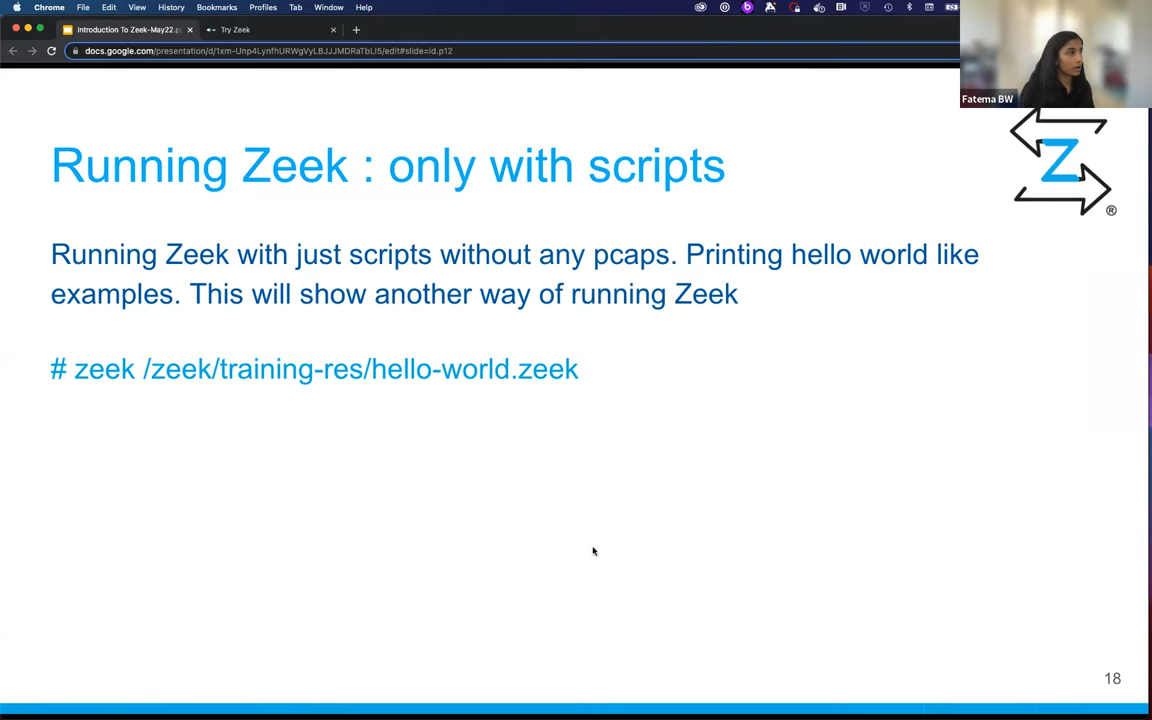 Chrome File Edit View History Bookmarks Profiles Tab Window Help
Introduction To Zeek-May22.p
Try Zeek
docs.google.com/presentation/d/1xm-Unp4LynfhURWgVyLBJJJMDRaTbLI5/edit#slide=id.p12
Fatema BW
Running Zeek : only with scripts
Z
®
Running Zeek with just scripts without any pcaps. Printing hello world like
examples. This will show another way of running Zeek
# zeek /zeek/training-res/hello-world.zeek
18